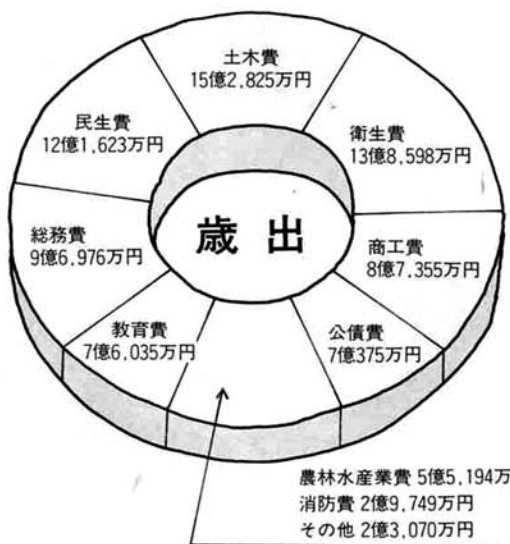 土木費
15億2,825万円
衛生費
13億8,598万円
民生費
12億1,623万円
歳出
総務費
9億6,976万円
商工費
8億7,355万円
教育費
7億6,035万円
公債費
7億375万円
農林水産業費 5億5,194万
消防費 2億9,749万円
その他 2億3,070万円